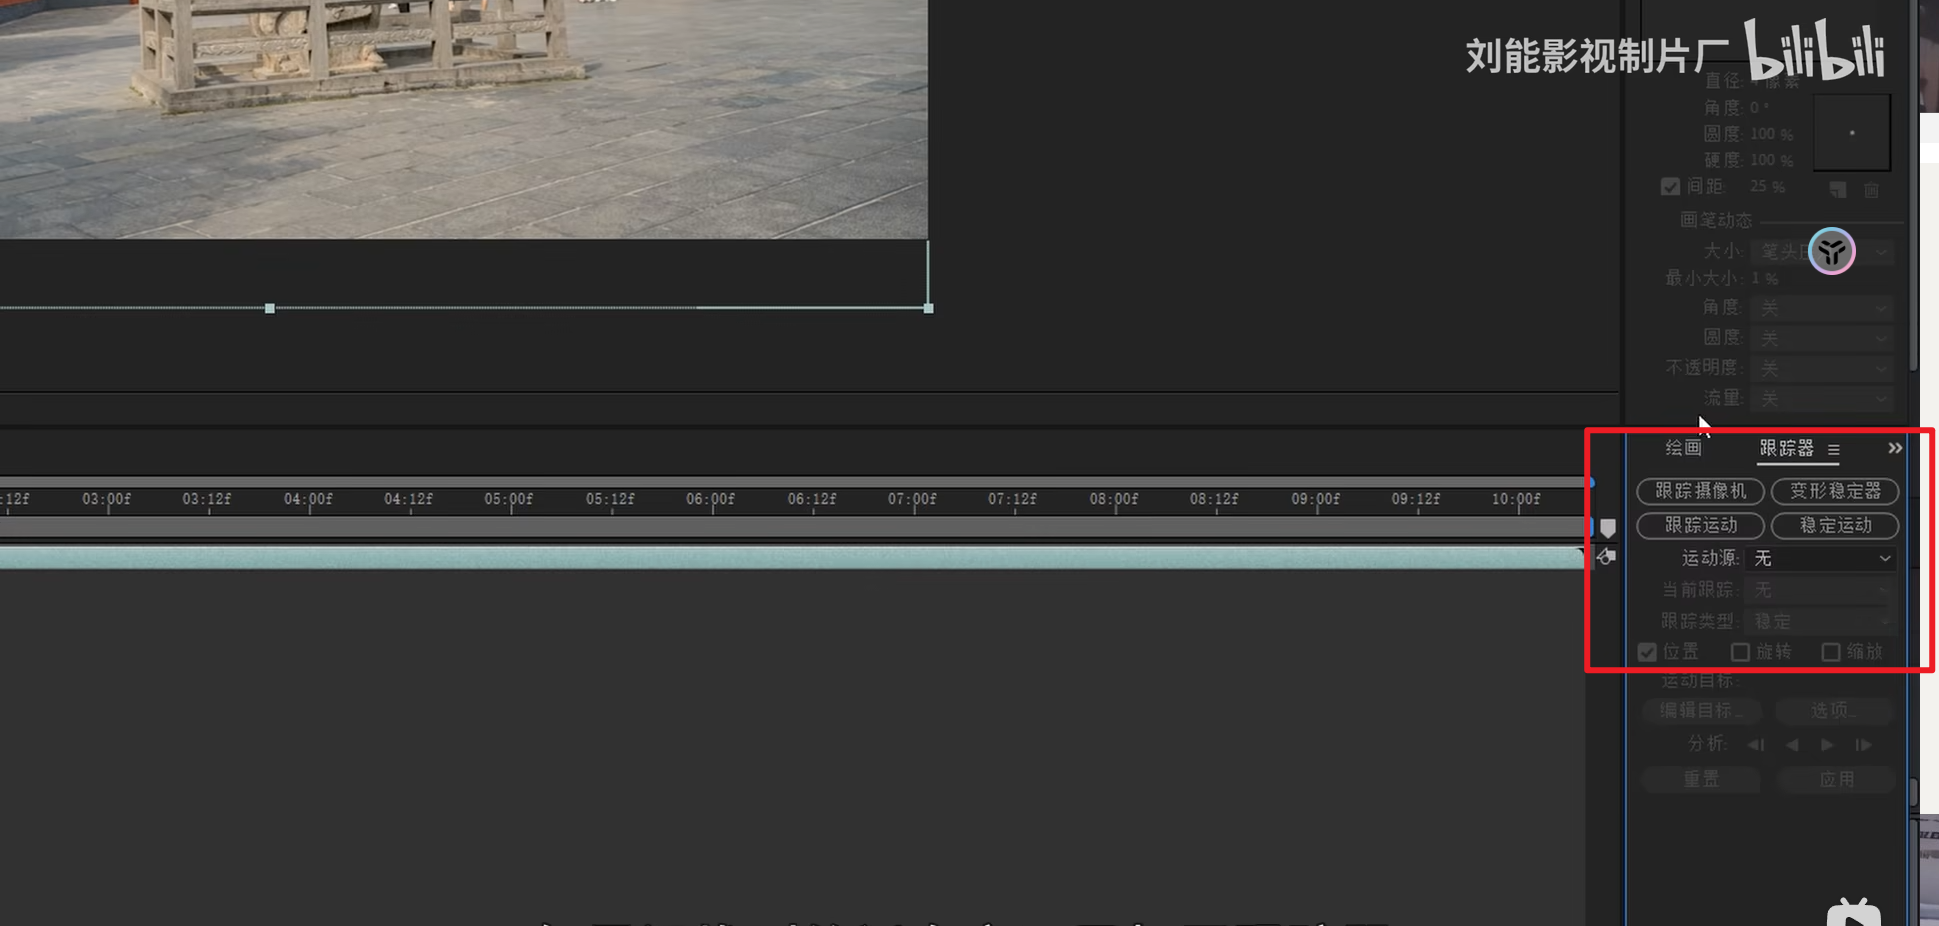 刘能影视制片厂 bilibili
直径:
角度: 0 °
圆度: 100 %
硬度: 100 %
间距: 25 %
画笔动态
大小:
最小大小: 1 %
角度: 关
圆度: 关
不透明度: 关
流量: 关
绘画 跟踪器
:12f 03:00f 03:12f 04:00f 04:12f 05:00f 05:12f 06:00f 06:12f 07:00f 07:12f 08:00f 08:12f 09:00f 09:12f 10:00f
跟踪摄像机 变形稳定器
跟踪运动 稳定运动
运动源: 无
当前跟踪: 无
跟踪类型: 稳定
位置 旋转 缩放
运动目标:
编辑目标... 选项...
分析:
重置 应用